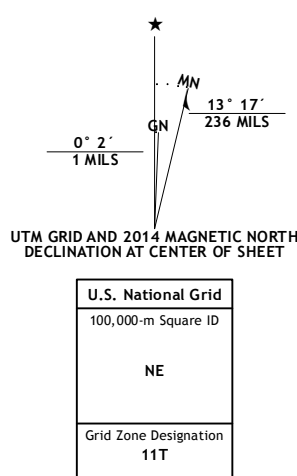 MN
GN
13° 17´
236 MILS
0° 2´
1 MILS
UTM GRID AND 2014 MAGNETIC NORTH
DECLINATION AT CENTER OF SHEET
U.S. National Grid
100,000-m Square ID
NE
Grid Zone Designation
11T